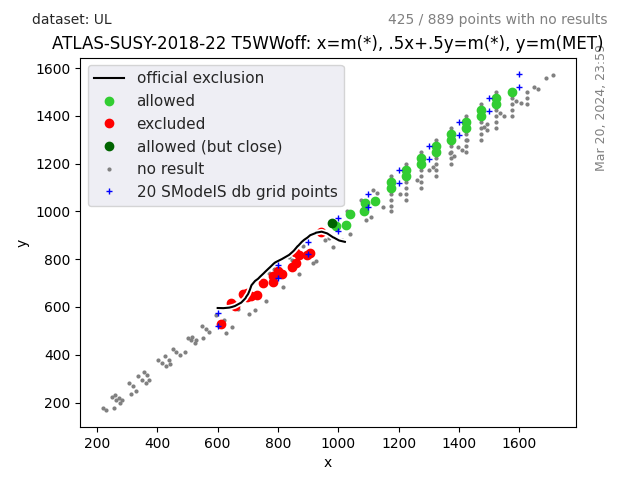 dataset: UL
425 / 889 points with no results
ATLAS-SUSY-2018-22 T5WWoff: x=m(*), .5x+.5y=m(*), y=m(MET)
Mar 20, 2024, 23:59
official exclusion
allowed
excluded
allowed (but close)
no result
20 SModelS db grid points
y
1600
1400
1200
1000
800
600
400
200
200 400 600 800 1000 1200 1400 1600
x